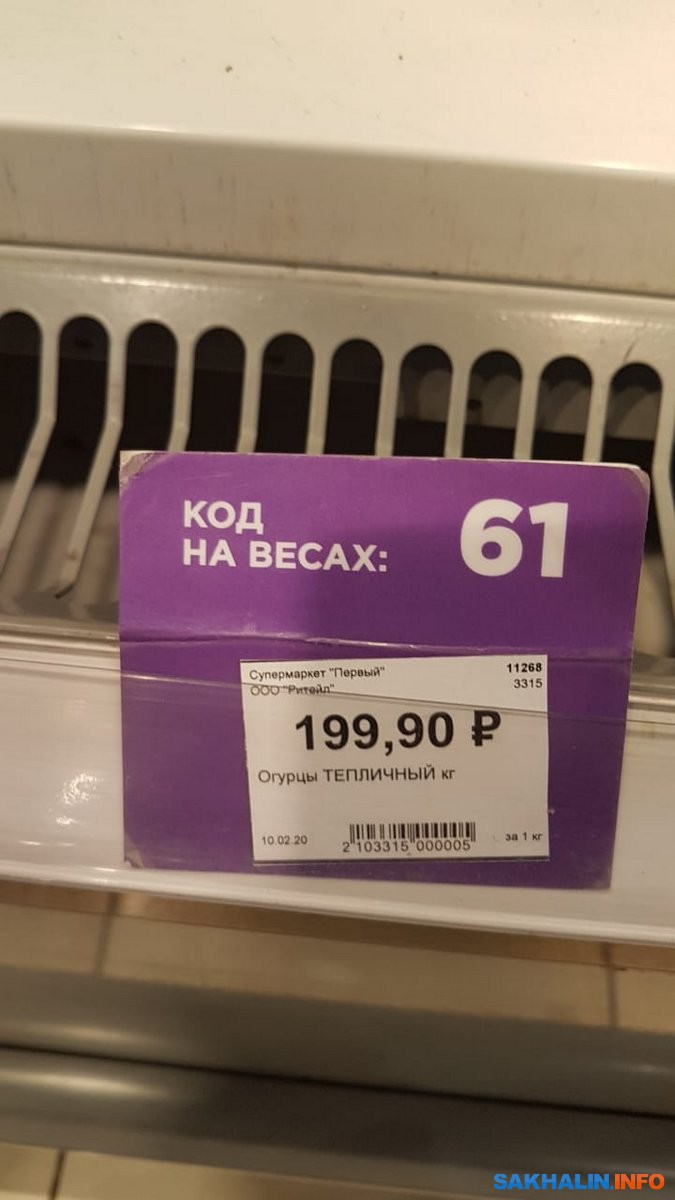 КОД
НА ВЕСАХ:
61
Супермаркет "Первый"
11268
ООО "Ритейл"
3315
199,90 ₽
Огурцы ТЕПЛИЧНЫЙ кг
10.02.20
2 103315 000005
за 1 кг
SAKHALIN.INFO